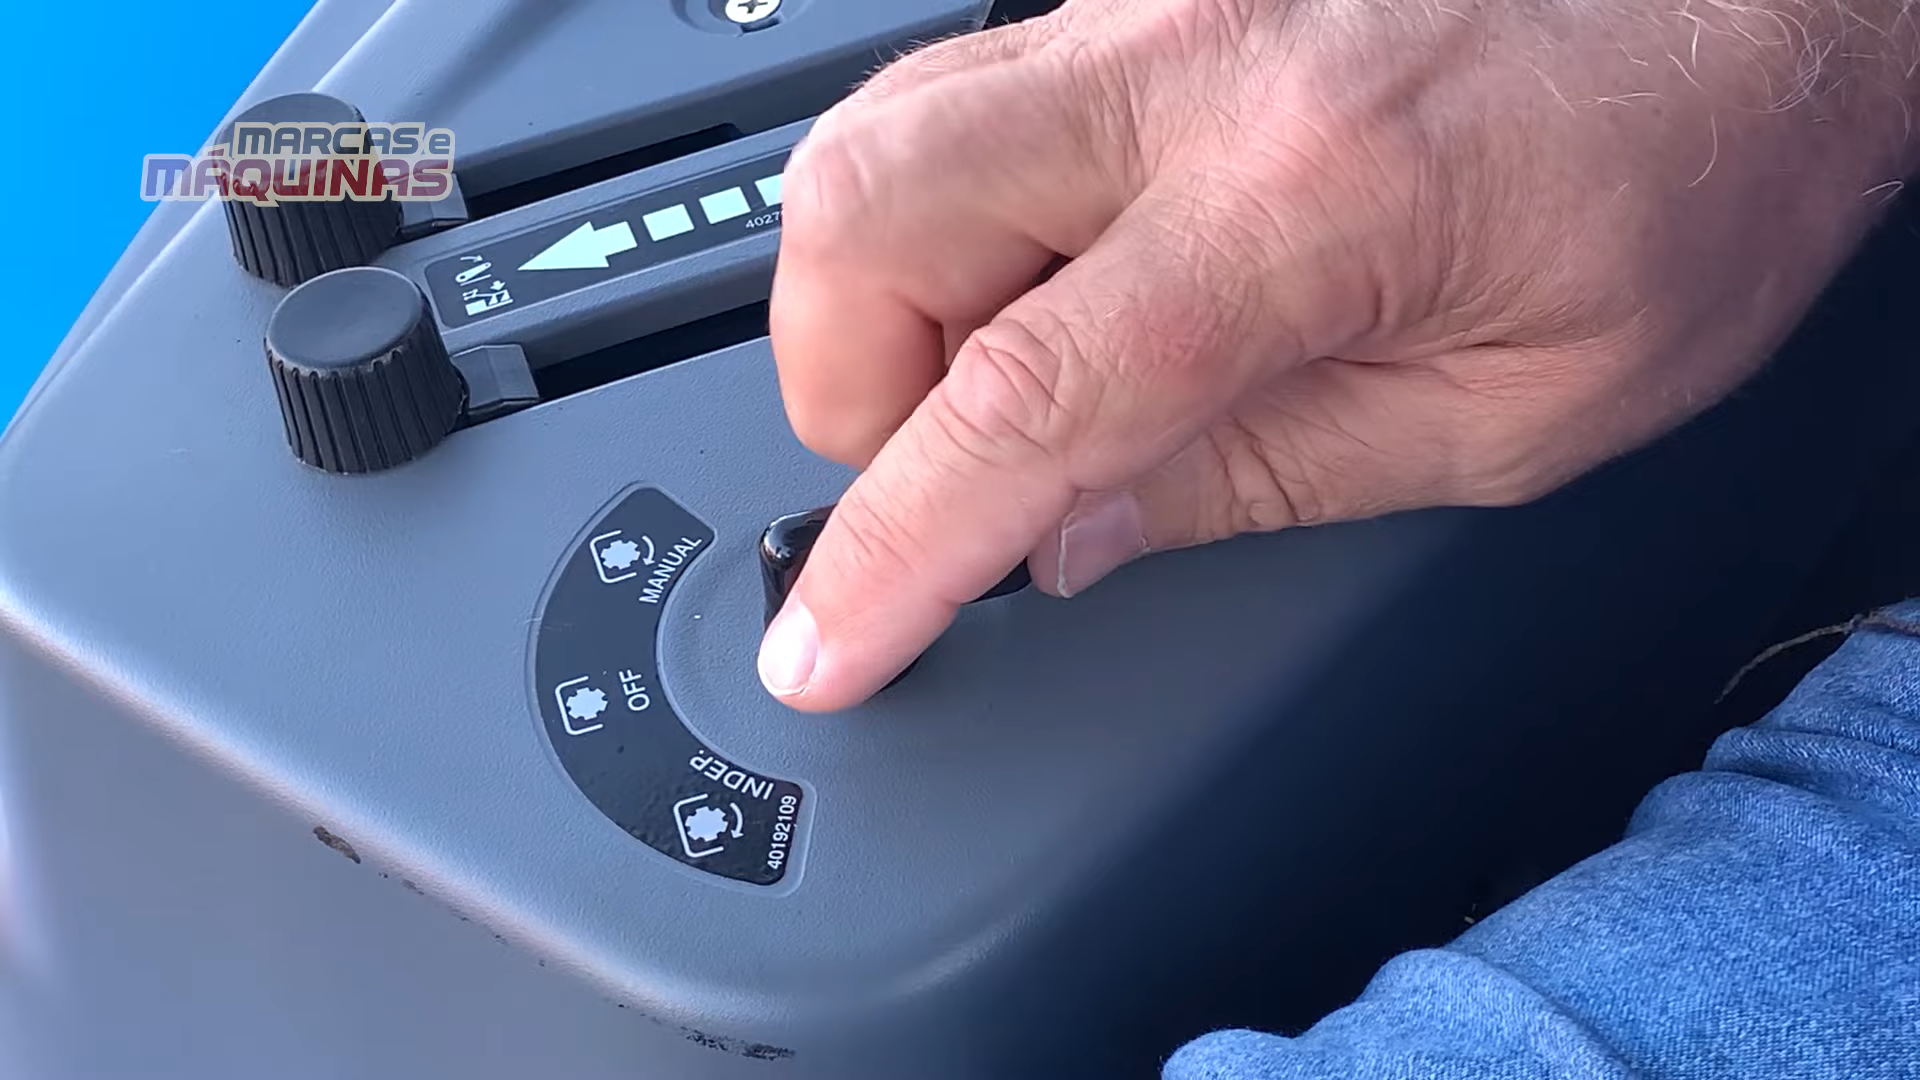 MARCAS e
MÁQUINAS
4027
MANUAL
OFF
INDEP.
40192109